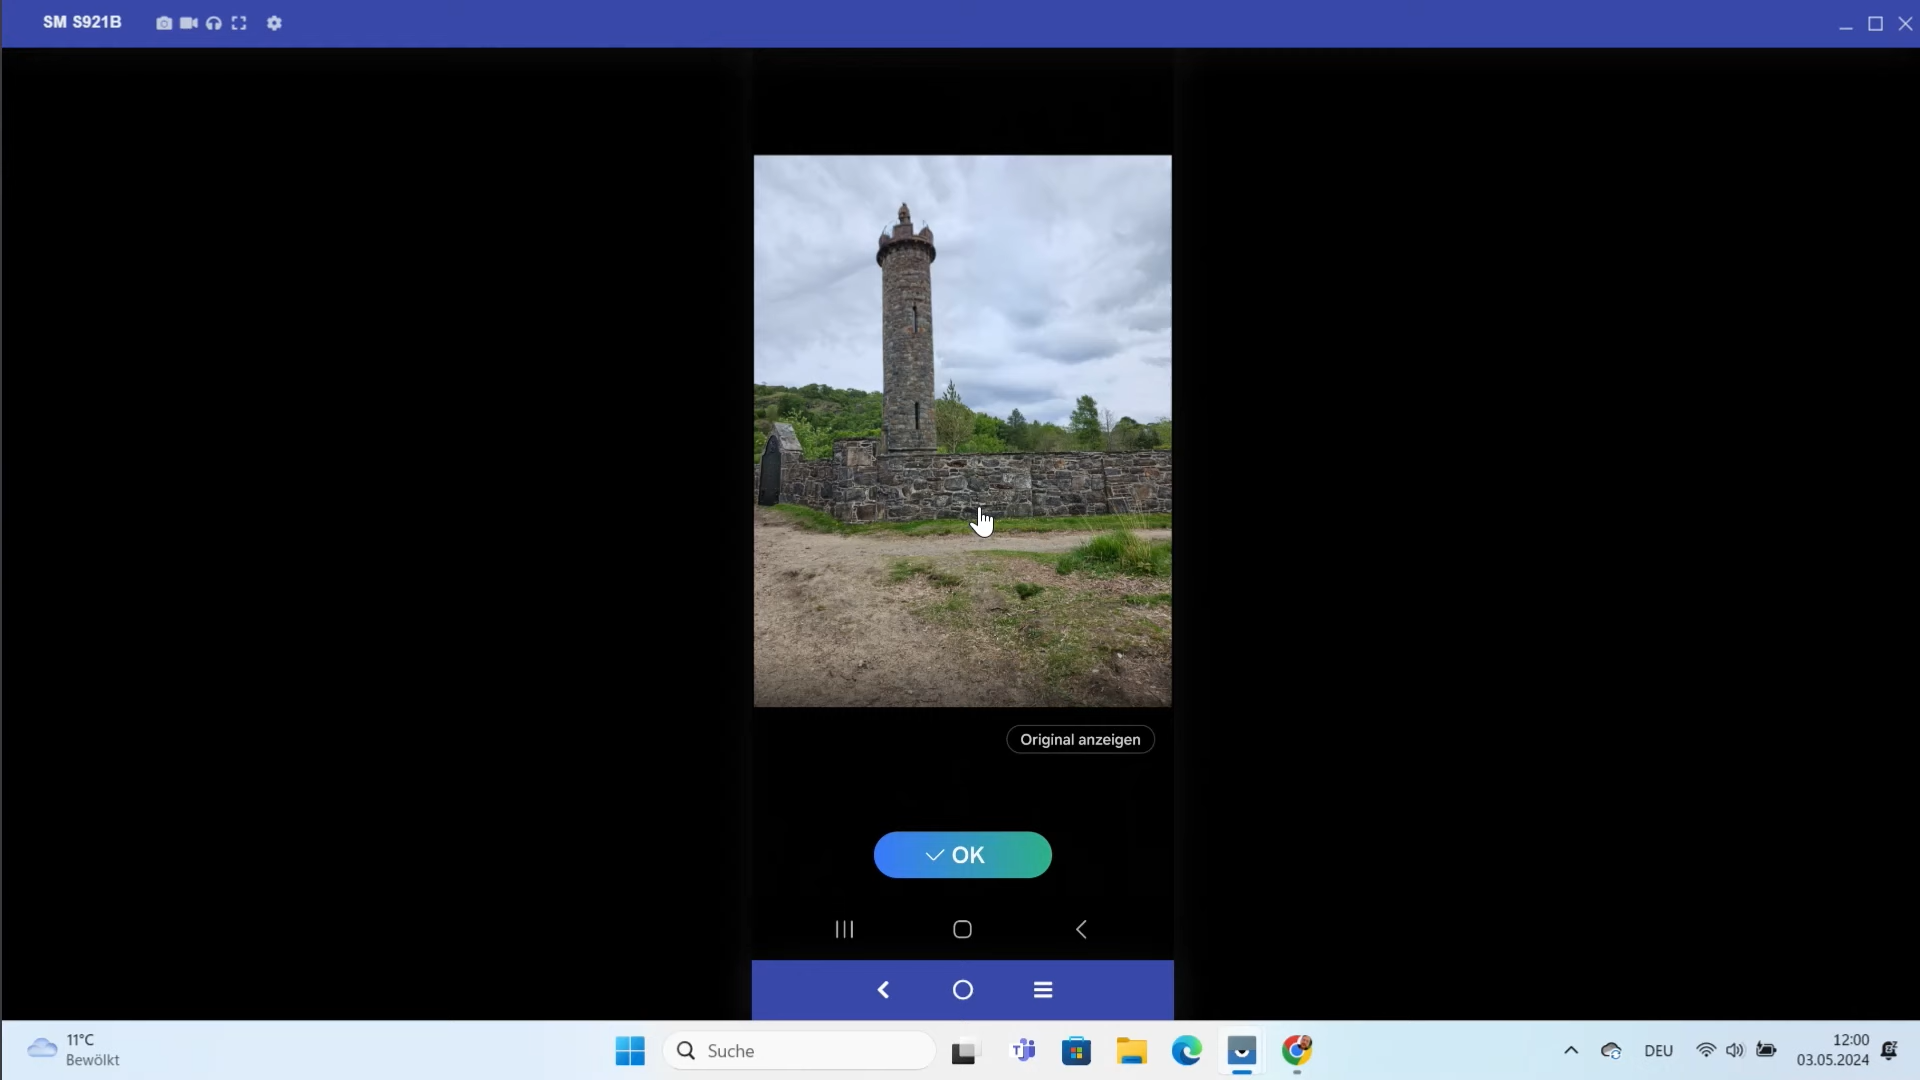 SM S921B
Original anzeigen
OK
11°C
Bewölkt
Suche
DEU
12:00
03.05.2024